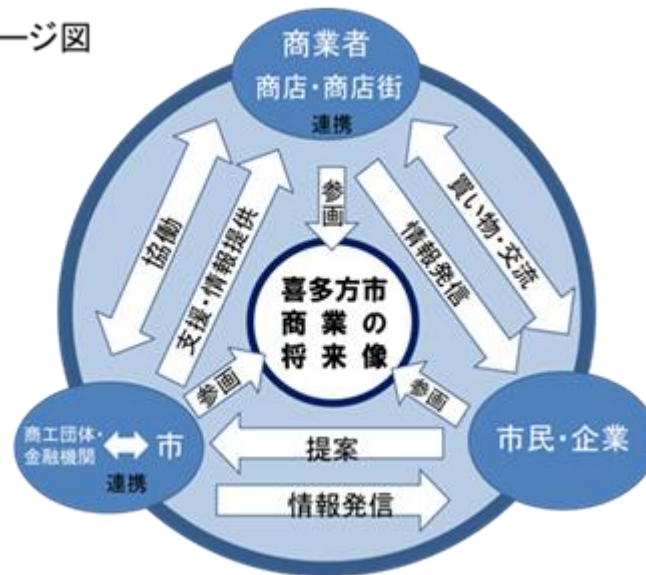 ージ図
商業者
商店・商店街
連携
協働
支援・情報提供
参画
情報発信
買い物・交流
喜多方市
商業の
将来像
参画
参画
商工団体・
金融機関
市
連携
提案
情報発信
市民・企業